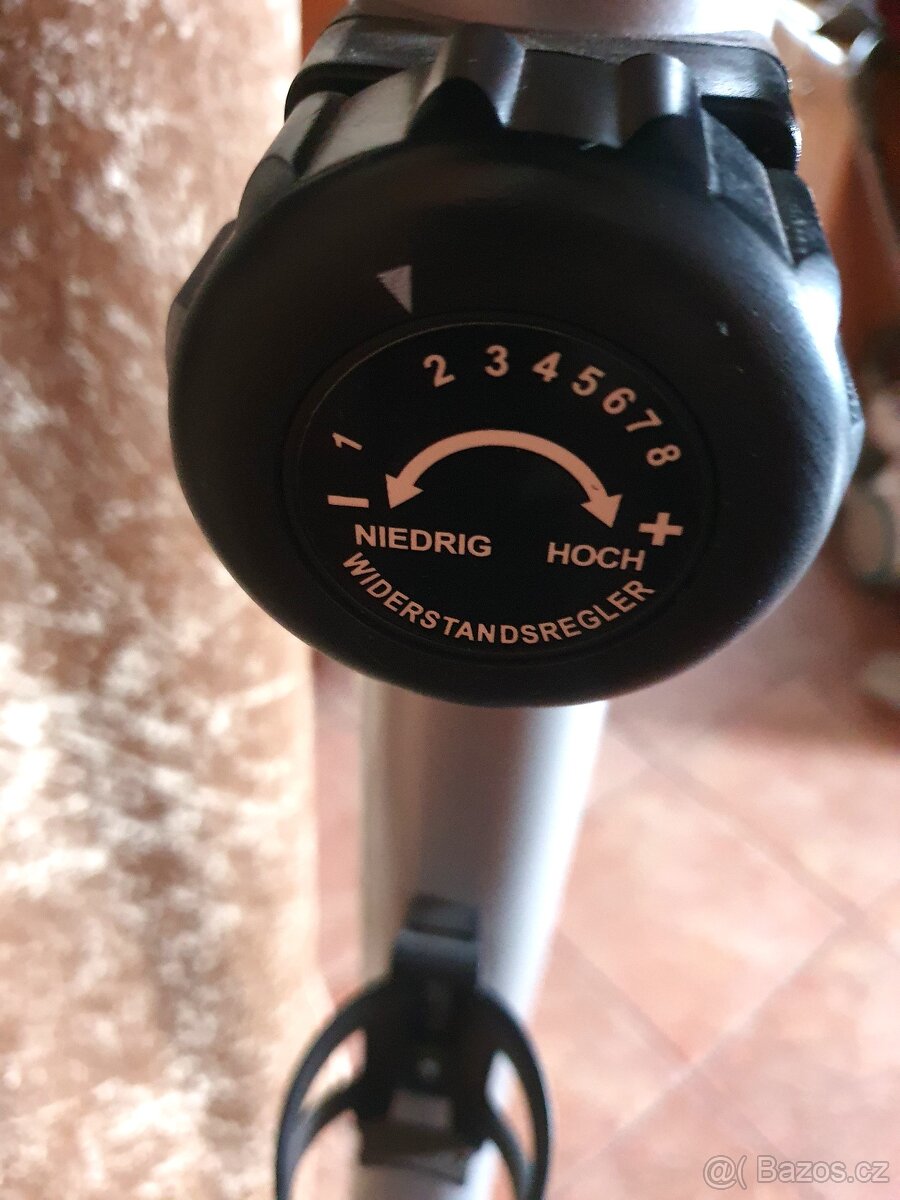 1 2 3 4 5 6 7 8
− +
NIEDRIG HOCH
WIDERSTANDSREGLER
@( Bazos.cz